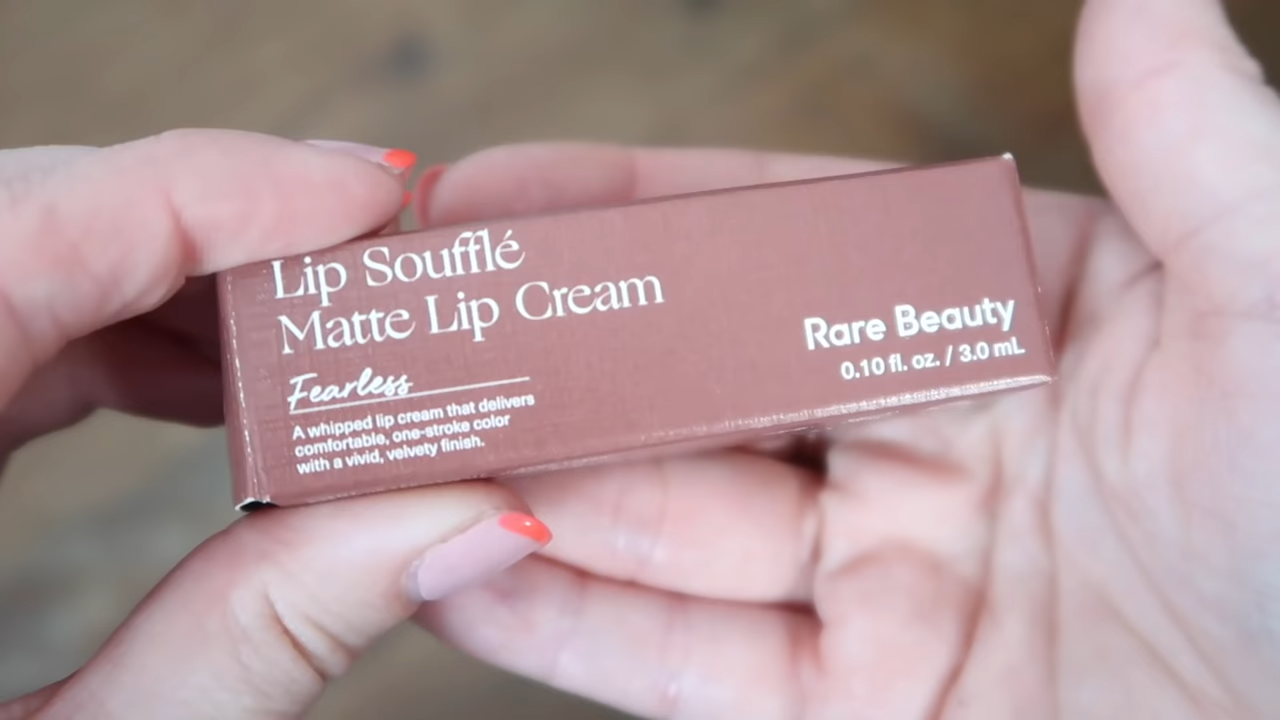 Lip Soufflé
Matte Lip Cream
Fearless
A whipped lip cream that delivers
comfortable, one-stroke color
with a vivid, velvety finish.
Rare Beauty
0.10 fl. oz. / 3.0 mL